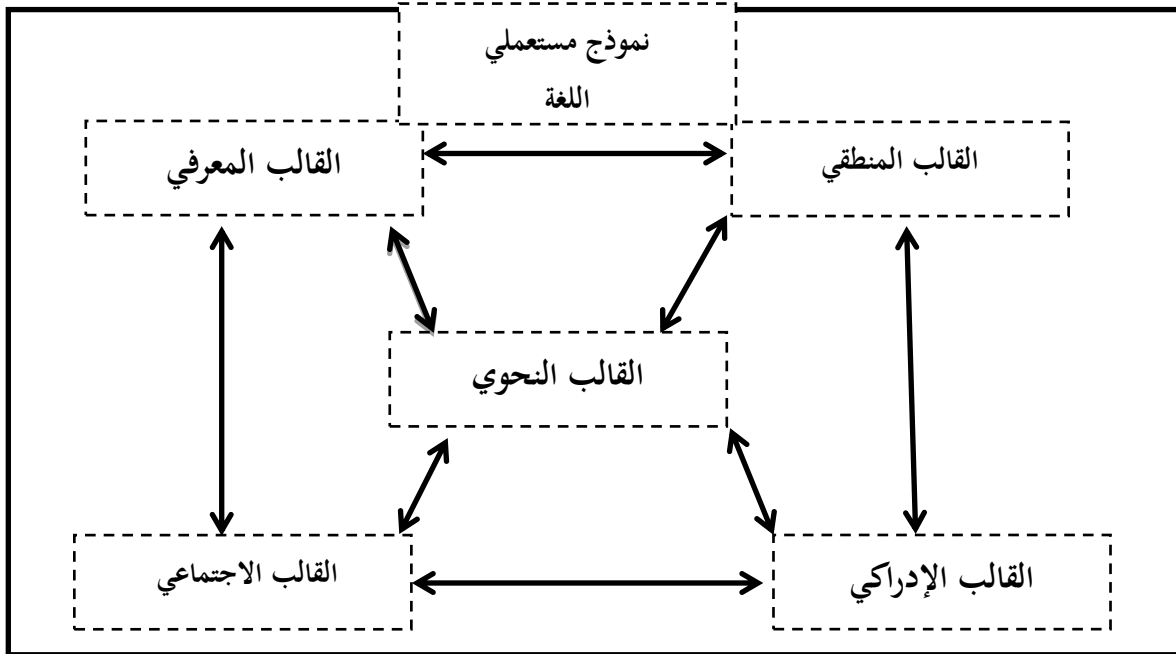 نموذج مستعملي
اللغة
القالب المنطقي
القالب المعرفي
القالب النحوي
القالب الإدراكي
القالب الاجتماعي